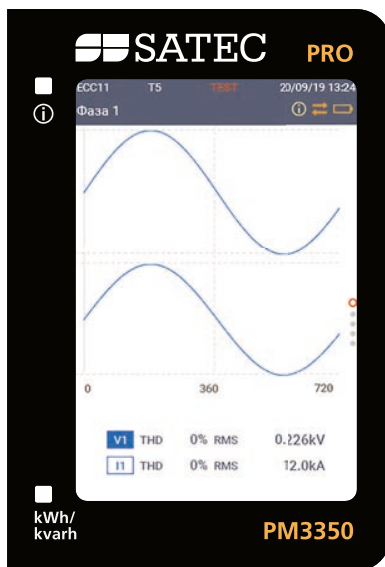 SATEC PRO
ECC11 T5 TEST 20/09/19 13:24
Фаза 1
0 360 720
V1 THD 0% RMS 0.226kV
I1 THD 0% RMS 12.0kA
kWh/
kvarh
PM3350